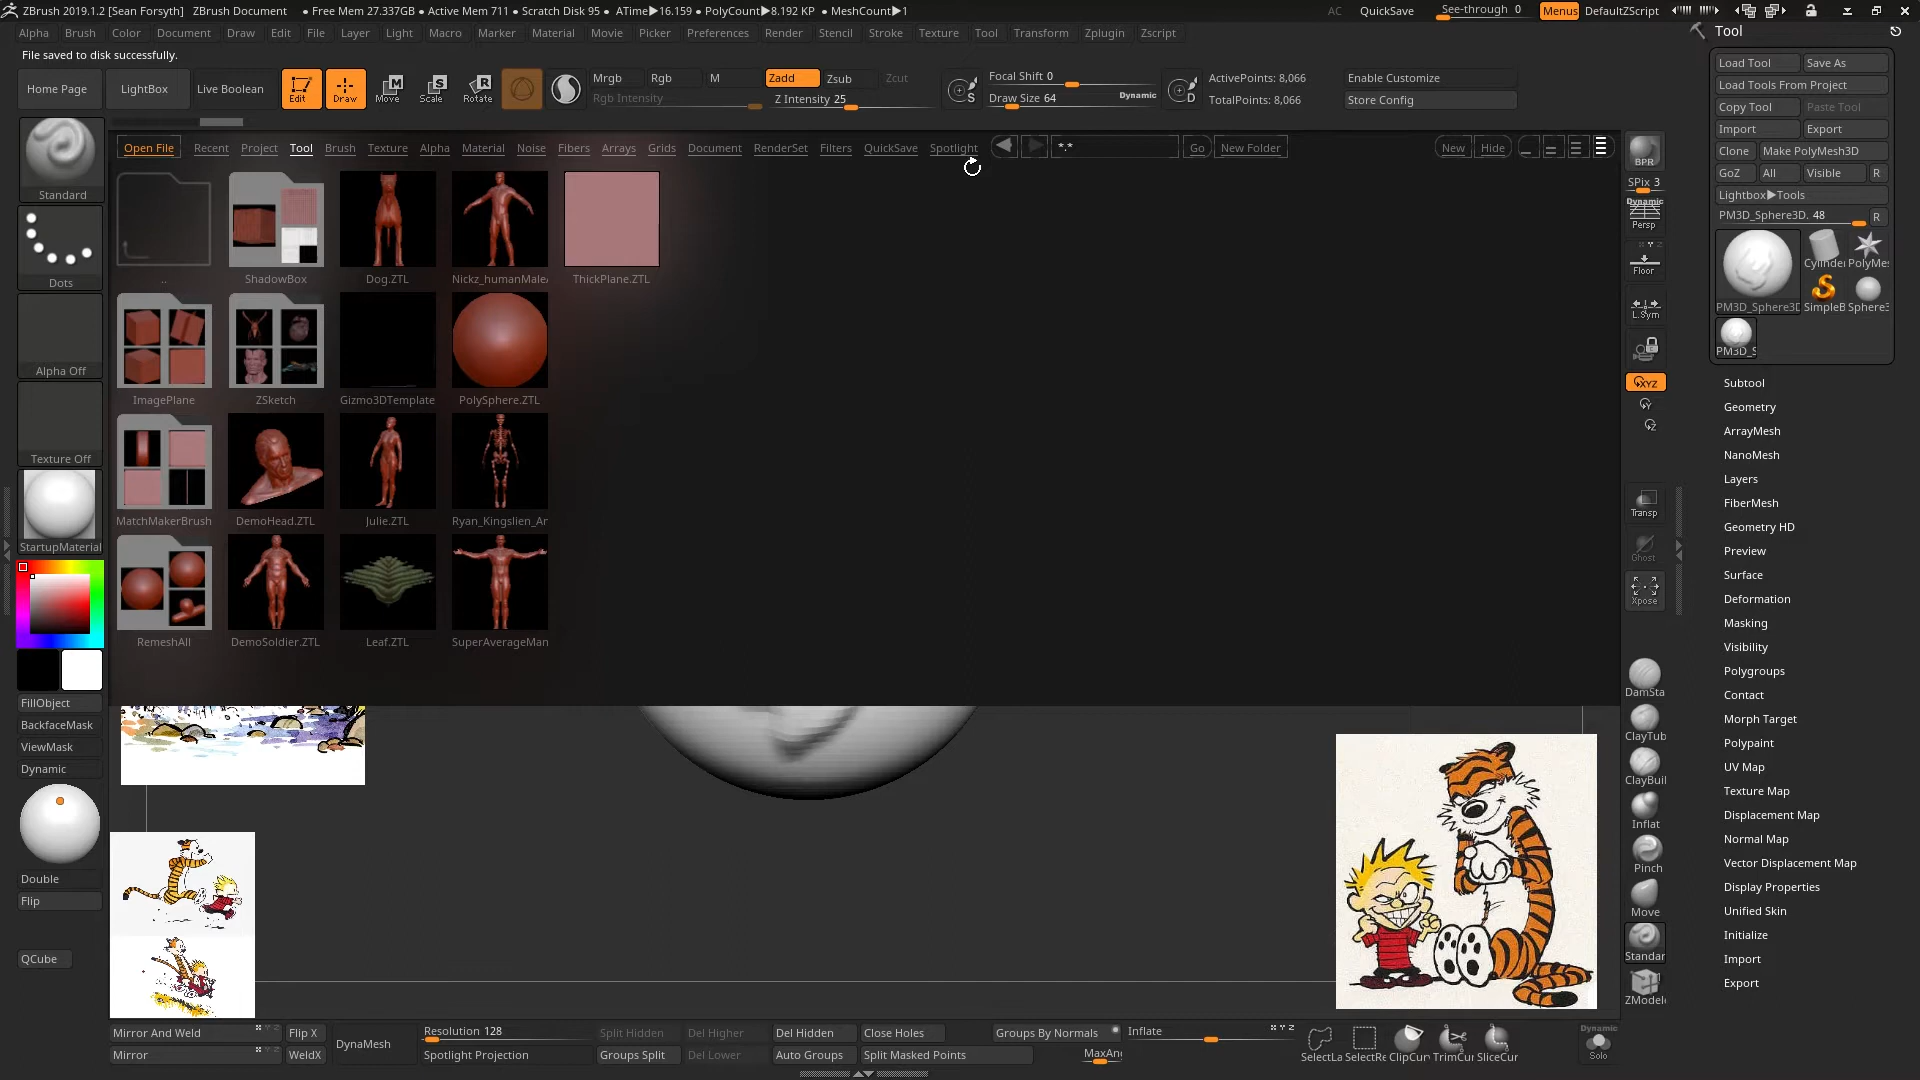 ZBrush 2019.1.2 [Sean Forsyth] ZBrush Document • Free Mem 27.337GB • Active Mem 711 • Scratch Disk 95 • ATime▶16.159 • PolyCount▶8.192 KP • MeshCount▶1 AC QuickSave See-through 0 Menus DefaultZScript
Alpha Brush Color Document Draw Edit File Layer Light Macro Marker Material Movie Picker Preferences Render Stencil Stroke Texture Tool Transform Zplugin Zscript
File saved to disk successfully.
Home Page LightBox Live Boolean Edit Draw Move Scale Rotate
Mrgb Rgb M Zadd Zsub Zcut
Rgb Intensity Z Intensity 25
S Focal Shift 0
Draw Size 64 Dynamic D
ActivePoints: 8,066
TotalPoints: 8,066
Enable Customize
Store Config
Open File Recent Project Tool Brush Texture Alpha Material Noise Fibers Arrays Grids Document RenderSet Filters QuickSave Spotlight *.* Go New Folder New Hide
.. ShadowBox Dog.ZTL Nickz_humanMale ThickPlane.ZTL
ImagePlane ZSketch Gizmo3DTemplate PolySphere.ZTL
MatchMakerBrush DemoHead.ZTL Julie.ZTL Ryan_Kingslien_Ar
RemeshAll DemoSoldier.ZTL Leaf.ZTL SuperAverageMan
Standard
Dots
Alpha Off
Texture Off
StartupMaterial
FillObject
BackfaceMask
ViewMask
Dynamic
Double
Flip
QCube
BPR
SPix 3
Dynamic
Persp
Floor
L.Sym
XYZ
Y
Z
Transp
Ghost
Xpose
DamSta
ClayTub
ClayBuil
Inflat
Pinch
Move
Standar
ZModele
Tool
Load Tool Save As
Load Tools From Project
Copy Tool Paste Tool
Import Export
Clone Make PolyMesh3D
GoZ All Visible R
Lightbox▶Tools
PM3D_Sphere3D. 48 R
PM3D_Sphere3D Cylinder PolyMes
SimpleB Sphere3
PM3D_S
Subtool
Geometry
ArrayMesh
NanoMesh
Layers
FiberMesh
Geometry HD
Preview
Surface
Deformation
Masking
Visibility
Polygroups
Contact
Morph Target
Polypaint
UV Map
Texture Map
Displacement Map
Normal Map
Vector Displacement Map
Display Properties
Unified Skin
Initialize
Import
Export
Mirror And Weld Flip X
Mirror WeldX
DynaMesh
Resolution 128
Spotlight Projection
Split Hidden Del Higher Del Hidden Close Holes
Groups Split Del Lower Auto Groups Split Masked Points
Groups By Normals
MaxAng
Inflate X Y Z
SelectLa SelectRe ClipCurv TrimCur SliceCur
Dynamic
Solo